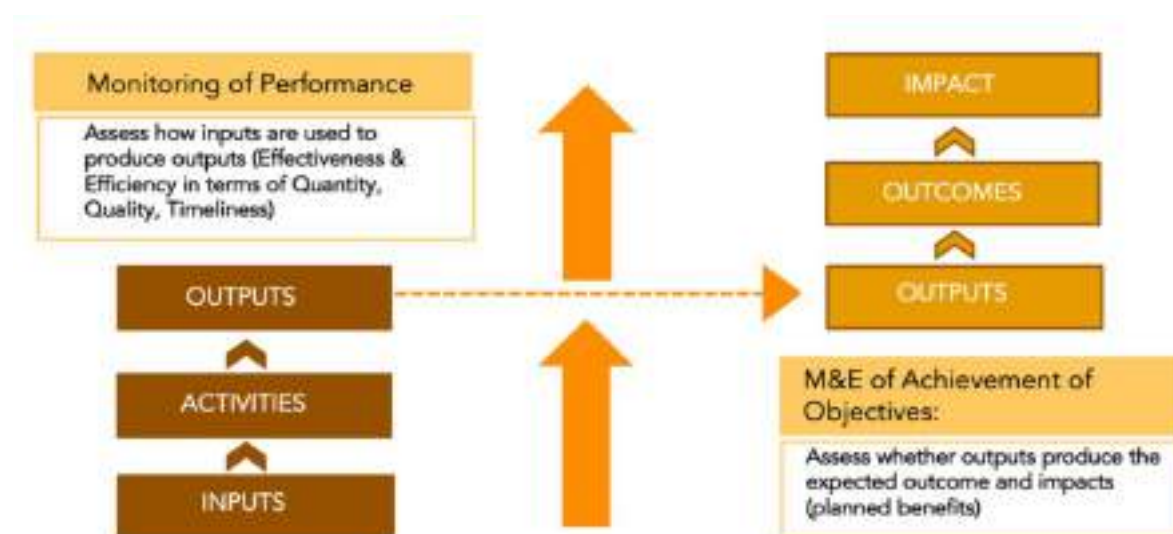 Monitoring of Performance
Assess how inputs are used to
produce outputs (Effectiveness &
Efficiency in terms of Quantity,
Quality, Timeliness)
OUTPUTS
ACTIVITIES
INPUTS
IMPACT
OUTCOMES
OUTPUTS
M&E of Achievement of
Objectives:
Assess whether outputs produce the
expected outcome and impacts
(planned benefits)